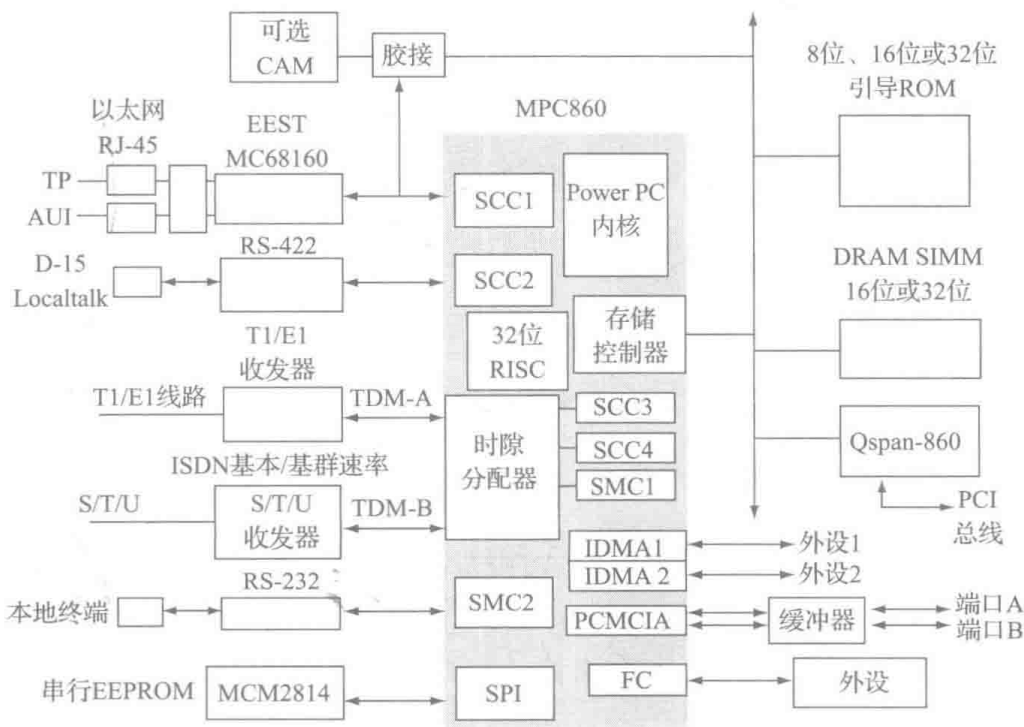 可选
CAM
胶接
8位、16位或32位
引导ROM
MPC860
以太网
RJ-45
EEST
MC68160
TP
AUI
SCC1
Power PC
内核
RS-422
D-15
Localtalk
SCC2
DRAM SIMM
16位或32位
32位
RISC
存储
控制器
T1/E1
收发器
T1/E1线路
TDM-A
时隙
分配器
SCC3
SCC4
SMC1
Qspan-860
ISDN基本/基群速率
S/T/U
S/T/U
收发器
TDM-B
PCI
总线
IDMA1
外设1
IDMA 2
外设2
RS-232
本地终端
SMC2
PCMCIA
缓冲器
端口A
端口B
串行EEPROM
MCM2814
SPI
FC
外设